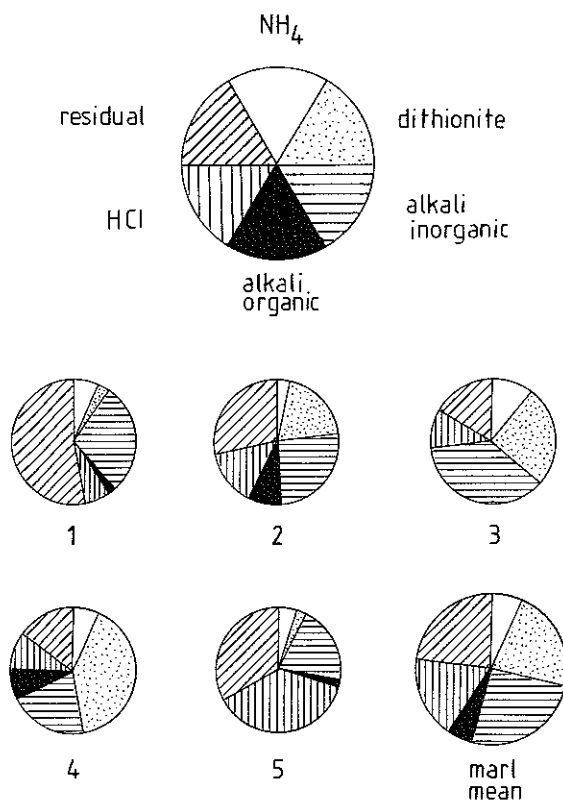 NH4
residual
dithionite
HCl
alkali
inorganic
alkali
organic
1
2
3
4
5
marl
mean